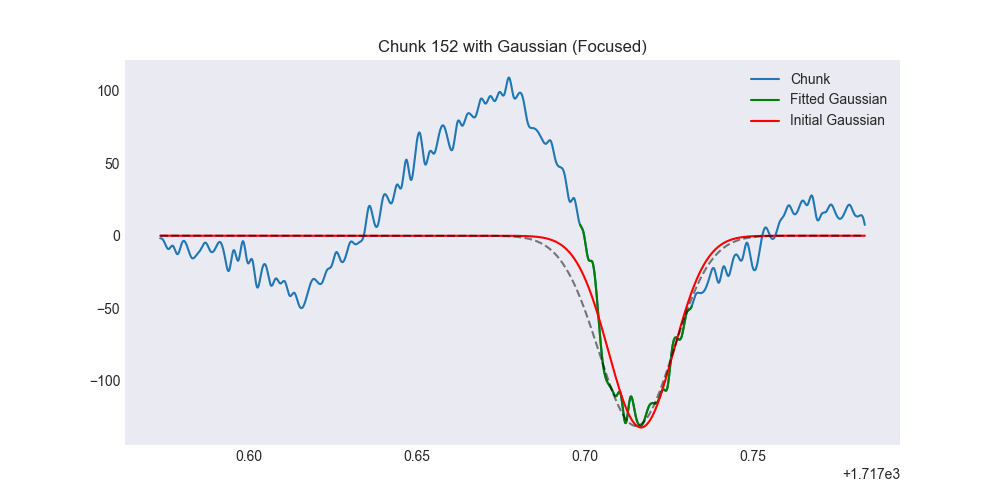 Chunk 152 with Gaussian (Focused)
Chunk
Fitted Gaussian
Initial Gaussian
100
50
0
−50
−100
0.60 0.65 0.70 0.75
+1.717e3